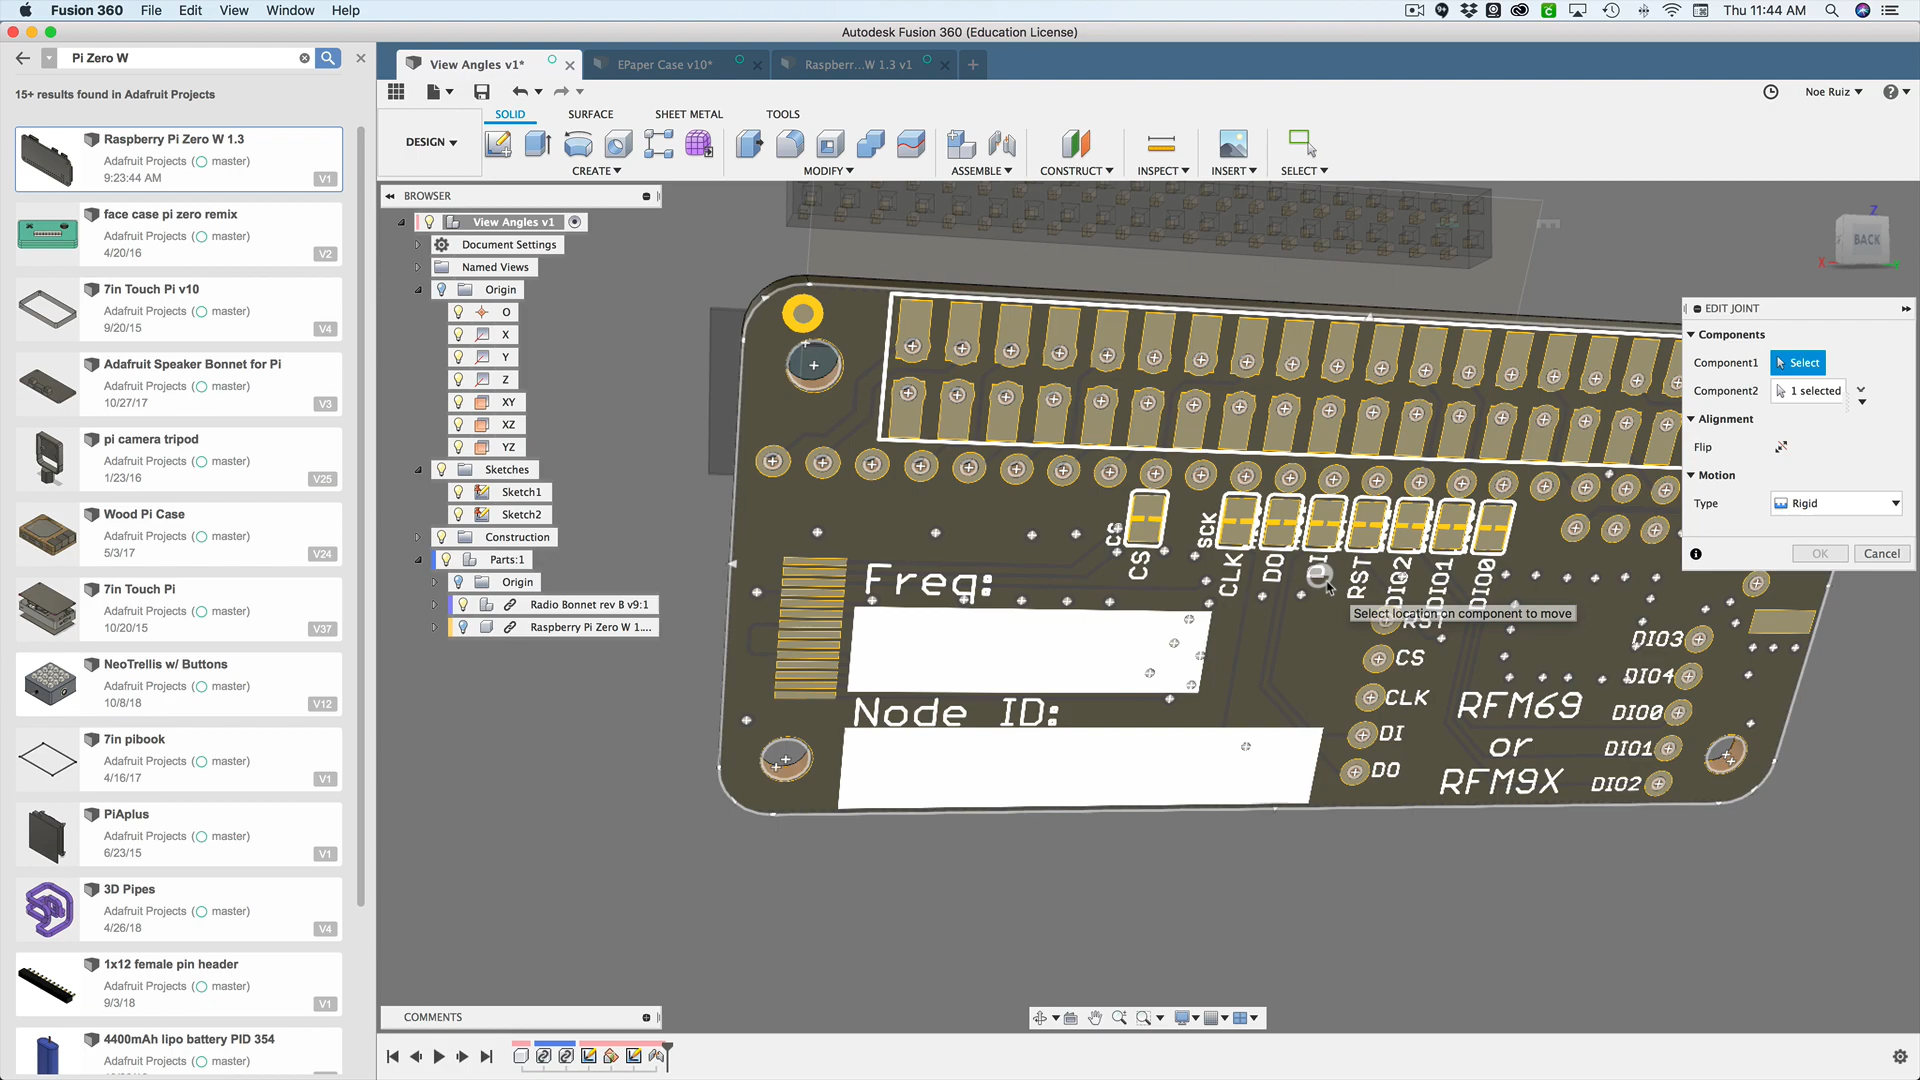 Fusion 360 File Edit View Window Help
Thu 11:44 AM
Autodesk Fusion 360 (Education License)
Pi Zero W
15+ results found in Adafruit Projects
Raspberry Pi Zero W 1.3
Adafruit Projects master
9:23:44 AM V1
face case pi zero remix
Adafruit Projects master
4/20/16 V2
7in Touch Pi v10
Adafruit Projects master
9/20/15 V4
Adafruit Speaker Bonnet for Pi
Adafruit Projects master
10/27/17 V3
pi camera tripod
Adafruit Projects master
1/23/16 V25
Wood Pi Case
Adafruit Projects master
5/3/17 V24
7in Touch Pi
Adafruit Projects master
10/20/15 V37
NeoTrellis w/ Buttons
Adafruit Projects master
10/8/18 V12
7in pibook
Adafruit Projects master
4/16/17 V1
PiAplus
Adafruit Projects master
6/23/15 V1
3D Pipes
Adafruit Projects master
4/26/18 V4
1x12 female pin header
Adafruit Projects master
9/3/18 V1
4400mAh lipo battery PID 354
Adafruit Projects master
View Angles v1*
EPaper Case v10*
Raspberr...W 1.3 v1
Noe Ruiz
SOLID SURFACE SHEET METAL TOOLS
DESIGN
CREATE MODIFY ASSEMBLE CONSTRUCT INSPECT INSERT SELECT
BROWSER
View Angles v1
Document Settings
Named Views
Origin
O
X
Y
Z
XY
XZ
YZ
Sketches
Sketch1
Sketch2
Construction
Parts:1
Origin
Radio Bonnet rev B v9:1
Raspberry Pi Zero W 1....
COMMENTS
BACK
Z
X
CS
SCK
CS
CLK
DO
DI
RST
DIO2
DIO1
DIO0
Freq:
Node ID:
RST
CS
CLK
DI
DO
RFM69
or
RFM9X
DIO3
DIO4
DIO0
DIO1
DIO2
Select location on component to move
EDIT JOINT
Components
Component1 Select
Component2 1 selected
Alignment
Flip
Motion
Type Rigid
OK Cancel